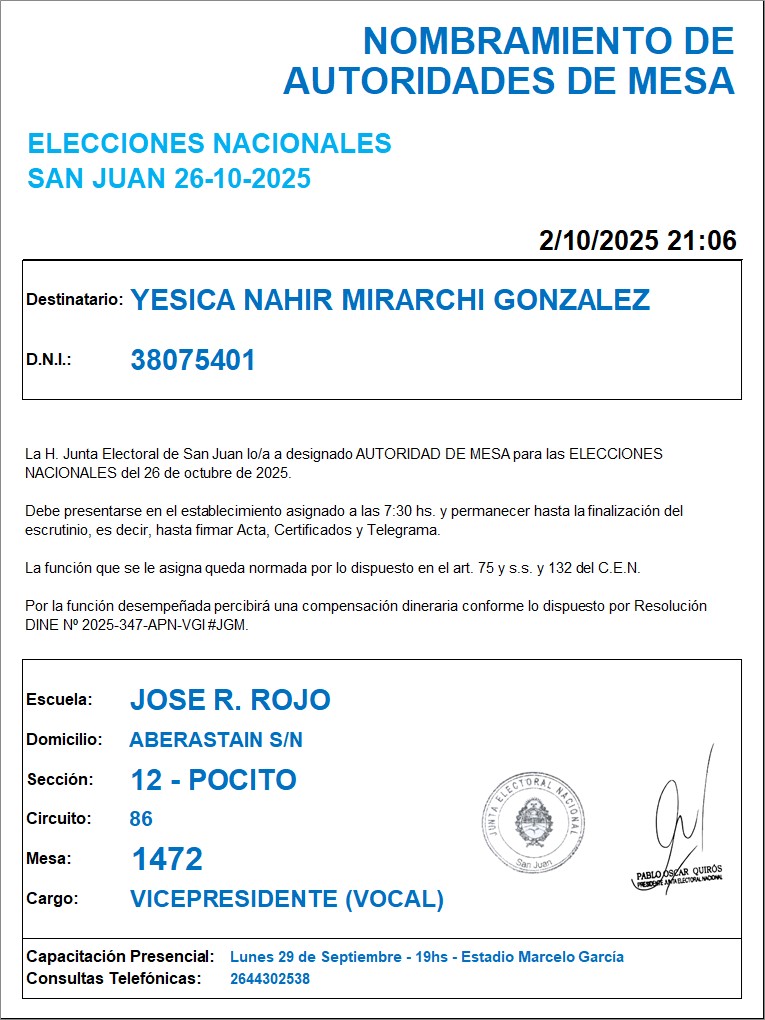 NOMBRAMIENTO DE
AUTORIDADES DE MESA
ELECCIONES NACIONALES
SAN JUAN 26-10-2025
2/10/2025 21:06
Destinatario: YESICA NAHIR MIRARCHI GONZALEZ
D.N.I.: 38075401
La H. Junta Electoral de San Juan lo/a a designado AUTORIDAD DE MESA para las ELECCIONES
NACIONALES del 26 de octubre de 2025.
Debe presentarse en el establecimiento asignado a las 7:30 hs. y permanecer hasta la finalización del
escrutinio, es decir, hasta firmar Acta, Certificados y Telegrama.
La función que se le asigna queda normada por lo dispuesto en el art. 75 y s.s. y 132 del C.E.N.
Por la función desempeñada percibirá una compensación dineraria conforme lo dispuesto por Resolución
DINE Nº 2025-347-APN-VGI#JGM.
Escuela: JOSE R. ROJO
Domicilio: ABERASTAIN S/N
Sección: 12 - POCITO
Circuito: 86
Mesa: 1472
Cargo: VICEPRESIDENTE (VOCAL)
JUNTA ELECTORAL NACIONAL
San Juan
PABLO OSCAR QUIRÓS
PRESIDENTE JUNTA ELECTORAL NACIONAL
Capacitación Presencial: Lunes 29 de Septiembre - 19hs - Estadio Marcelo García
Consultas Telefónicas: 2644302538